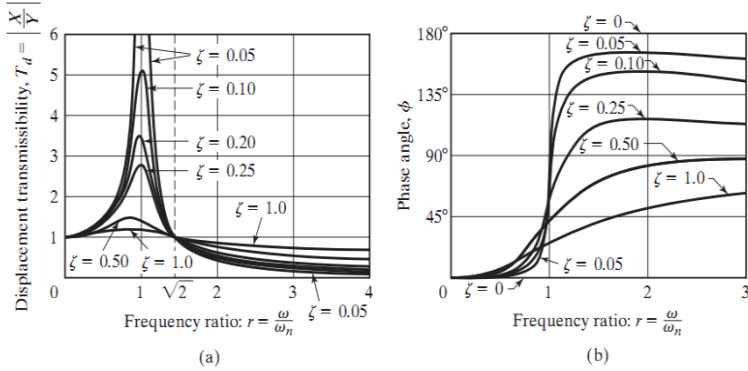 Displacement transmissibility, T_d = |X/Y|
6
5
4
3
2
1
0
ζ = 0.05
ζ = 0.10
ζ = 0.20
ζ = 0.25
ζ = 1.0
ζ = 0.50
ζ = 1.0
ζ = 0.05
1
√2
2
3
4
Frequency ratio: r = ω/ω_n
(a)
Phase angle, ϕ
180°
135°
90°
45°
ζ = 0
ζ = 0.05
ζ = 0.10
ζ = 0.25
ζ = 0.50
ζ = 1.0
ζ = 0.05
ζ = 0
0
1
2
3
Frequency ratio: r = ω/ω_n
(b)